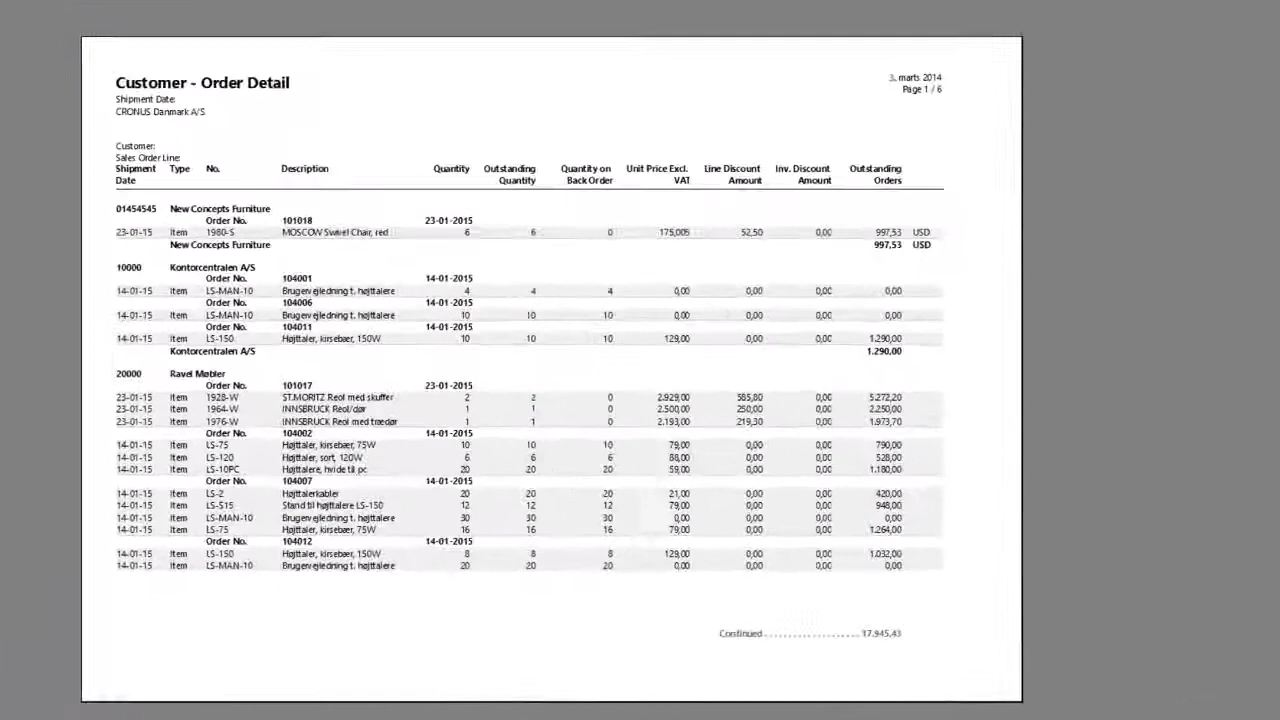 Customer - Order Detail
3. marts 2014
Shipment Date:
Page 1 / 6
CRONUS Danmark A/S
Customer:
Sales Order Line:
Shipment Date Type No. Description Quantity Outstanding Quantity Quantity on Back Order Unit Price Excl. VAT Line Discount Amount Inv. Discount Amount Outstanding Orders
01454545 New Concepts Furniture
Order No. 101018 23-01-2015
23-01-15 Item 1980-S MOSCOW Swivel Chair, red 6 6 0 175,005 52,50 0,00 997,53 USD
New Concepts Furniture 997,53 USD
10000 Kontorcentralen A/S
Order No. 104001 14-01-2015
14-01-15 Item LS-MAN-10 Brugervejledning t. højttalere 4 4 4 0,00 0,00 0,00 0,00
Order No. 104006 14-01-2015
14-01-15 Item LS-MAN-10 Brugervejledning t. højttalere 10 10 10 0,00 0,00 0,00 0,00
Order No. 104011 14-01-2015
14-01-15 Item LS-150 Højttaler, kirsebær, 150W 10 10 10 129,00 0,00 0,00 1.290,00
Kontorcentralen A/S 1.290,00
20000 Ravel Møbler
Order No. 101017 23-01-2015
23-01-15 Item 1928-W ST.MORITZ Reol med skuffer 2 2 0 2.929,00 585,80 0,00 5.272,20
23-01-15 Item 1964-W INNSBRUCK Reol/dør 1 1 0 2.500,00 250,00 0,00 2.250,00
23-01-15 Item 1976-W INNSBRUCK Reol med trædør 1 1 0 2.193,00 219,30 0,00 1.973,70
Order No. 104002 14-01-2015
14-01-15 Item LS-75 Højttaler, kirsebær, 75W 10 10 10 79,00 0,00 0,00 790,00
14-01-15 Item LS-120 Højttaler, sort, 120W 6 6 6 88,00 0,00 0,00 528,00
14-01-15 Item LS-10PC Højttalere, hvide til pc 20 20 20 59,00 0,00 0,00 1.180,00
Order No. 104007 14-01-2015
14-01-15 Item LS-2 Højttalerkabler 20 20 20 21,00 0,00 0,00 420,00
14-01-15 Item LS-S15 Stand til højttalere LS-150 12 12 12 79,00 0,00 0,00 948,00
14-01-15 Item LS-MAN-10 Brugervejledning t. højttalere 30 30 30 0,00 0,00 0,00 0,00
14-01-15 Item LS-75 Højttaler, kirsebær, 75W 16 16 16 79,00 0,00 0,00 1.264,00
Order No. 104012 14-01-2015
14-01-15 Item LS-150 Højttaler, kirsebær, 150W 8 8 8 129,00 0,00 0,00 1.032,00
14-01-15 Item LS-MAN-10 Brugervejledning t. højttalere 20 20 20 0,00 0,00 0,00 0,00
Continued ........................ 17.945,43